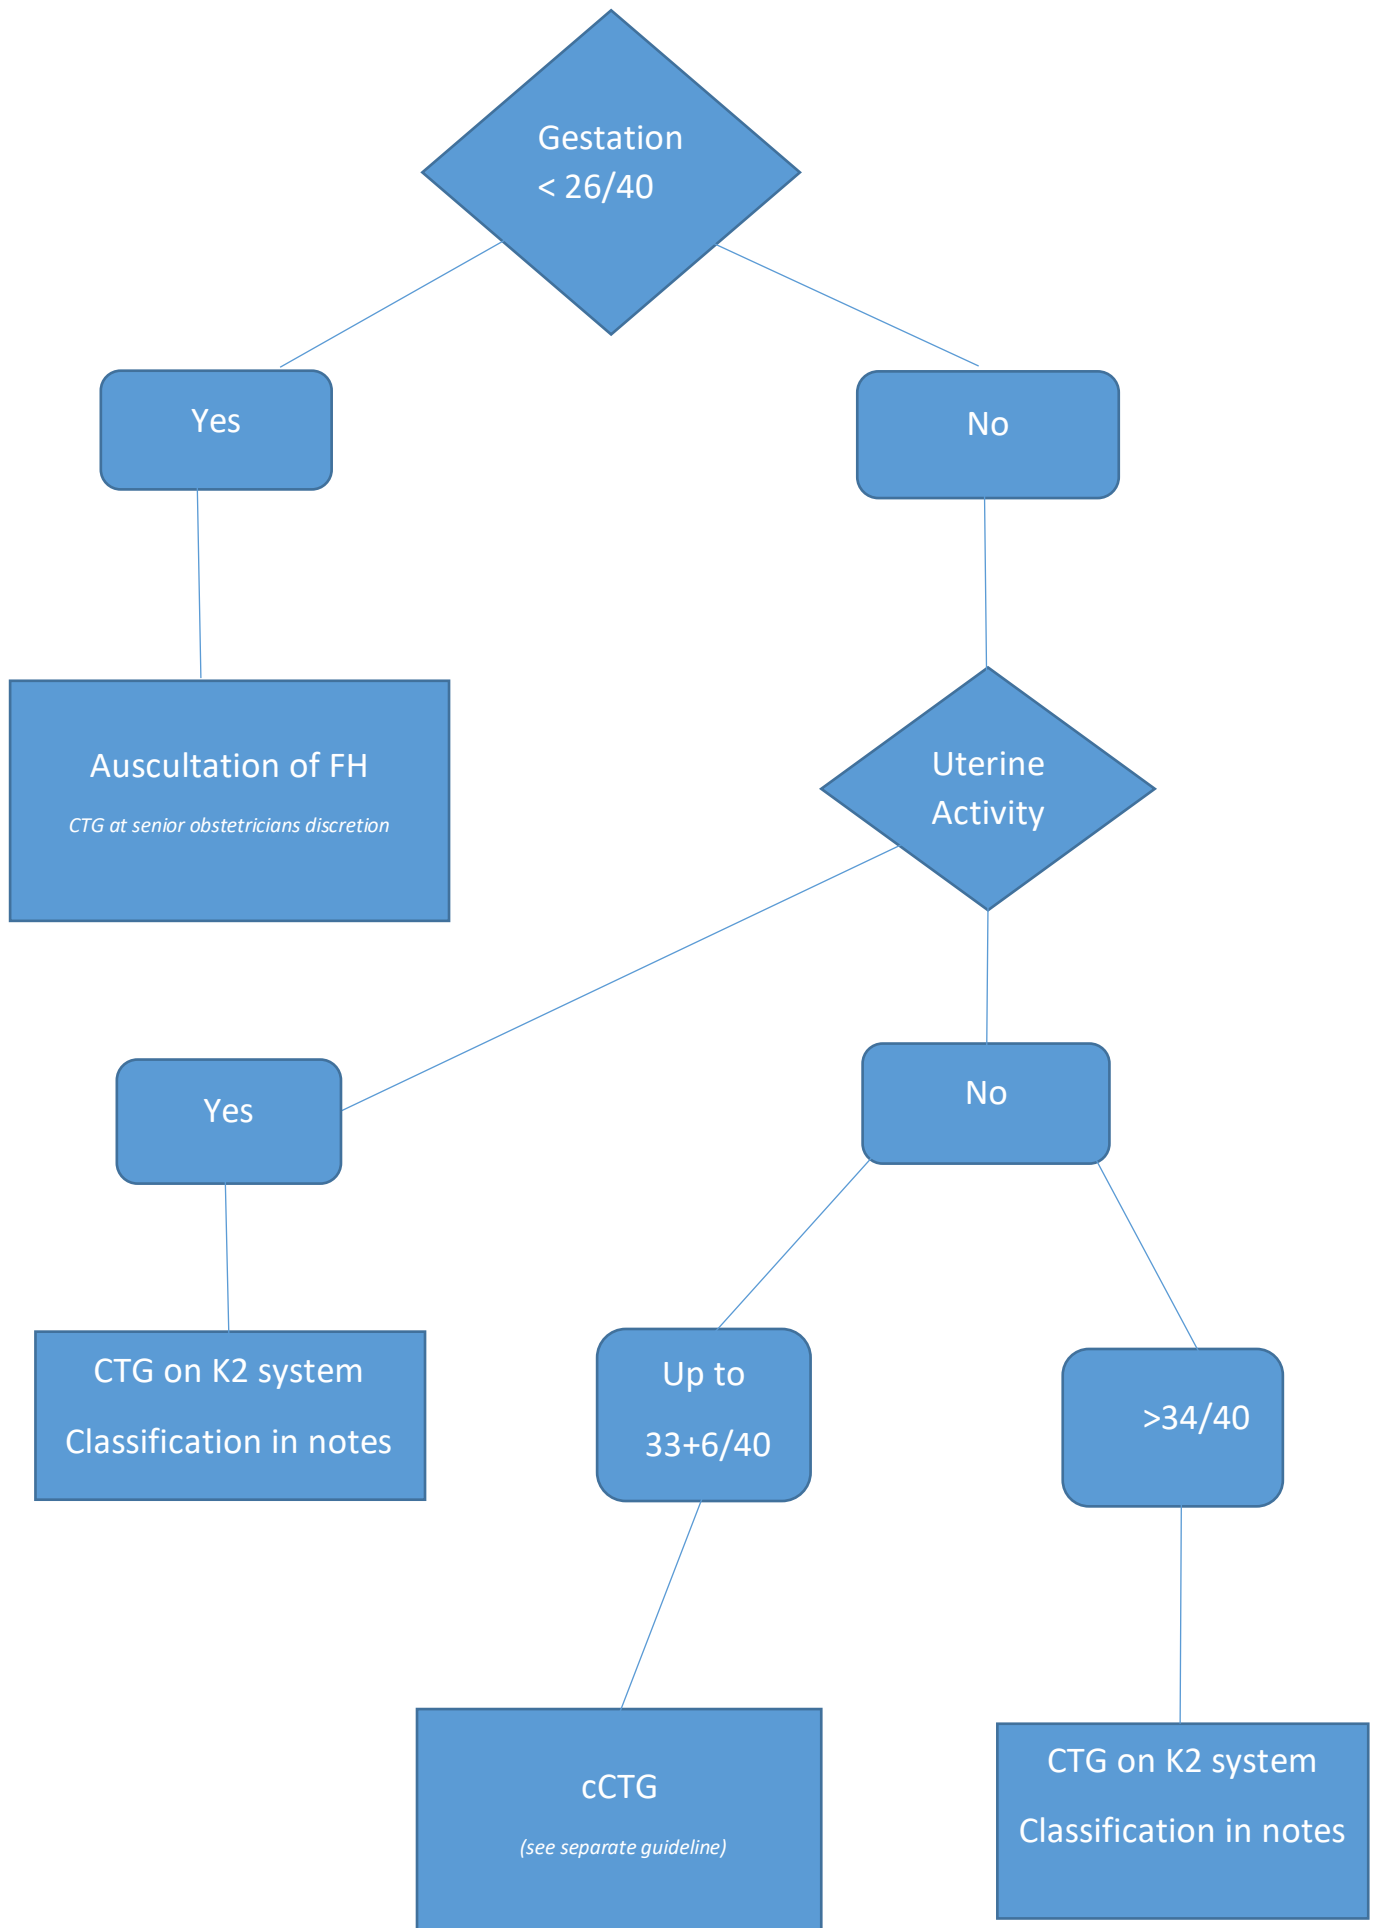 Gestation
< 26/40
Yes
No
Auscultation of FH
CTG at senior obstetricians discretion
Uterine
Activity
Yes
No
CTG on K2 system
Classification in notes
Up to
33+6/40
>34/40
cCTG
(see separate guideline)
CTG on K2 system
Classification in notes